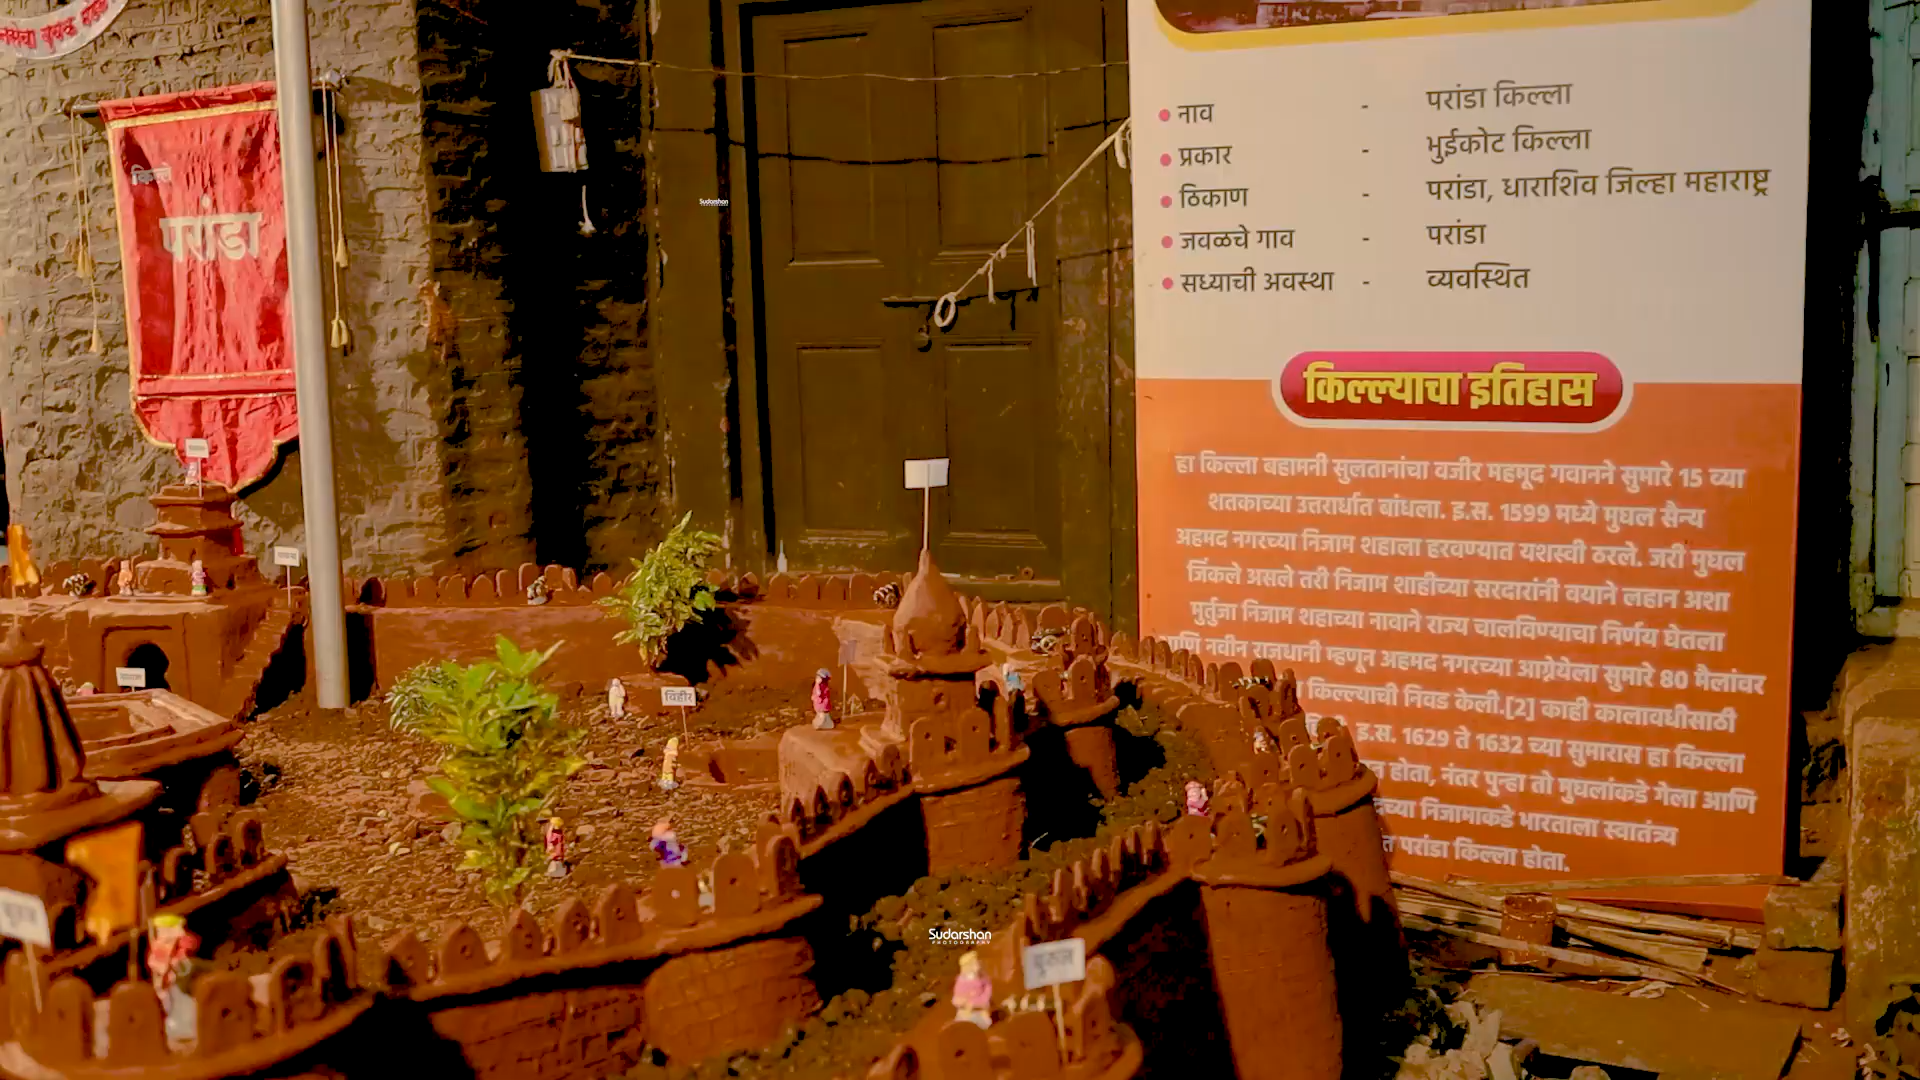 किल्ले
परांडा
Sudarshan
नाव - परांडा किल्ला
प्रकार - भुईकोट किल्ला
ठिकाण - परांडा, धाराशिव जिल्हा महाराष्ट्र
जवळचे गाव - परांडा
सध्याची अवस्था - व्यवस्थित
किल्ल्याचा इतिहास
हा किल्ला बहामनी सुलतानांचा वजीर महमूद गवानने सुमारे 15 व्या
शतकाच्या उत्तरार्धात बांधला. इ.स. 1599 मध्ये मुघल सैन्य
अहमद नगरच्या निजाम शहाला हरवण्यात यशस्वी ठरले. जरी मुघल
जिंकले असले तरी निजाम शाहीच्या सरदारांनी वयाने लहान अशा
मुर्तुजा निजाम शहाच्या नावाने राज्य चालविण्याचा निर्णय घेतला
आणि नवीन राजधानी म्हणून अहमद नगरच्या आग्नेयेला सुमारे 80 मैलांवर
किल्ल्याची निवड केली.[2] काही कालावधीसाठी
इ.स. 1629 ते 1632 च्या सुमारास हा किल्ला
होता, नंतर पुन्हा तो मुघलांकडे गेला आणि
निजामाकडे भारताला स्वातंत्र्य
परांडा किल्ला होता.
विहीर
Sudarshan
PHOTOGRAPHY
बुरुज